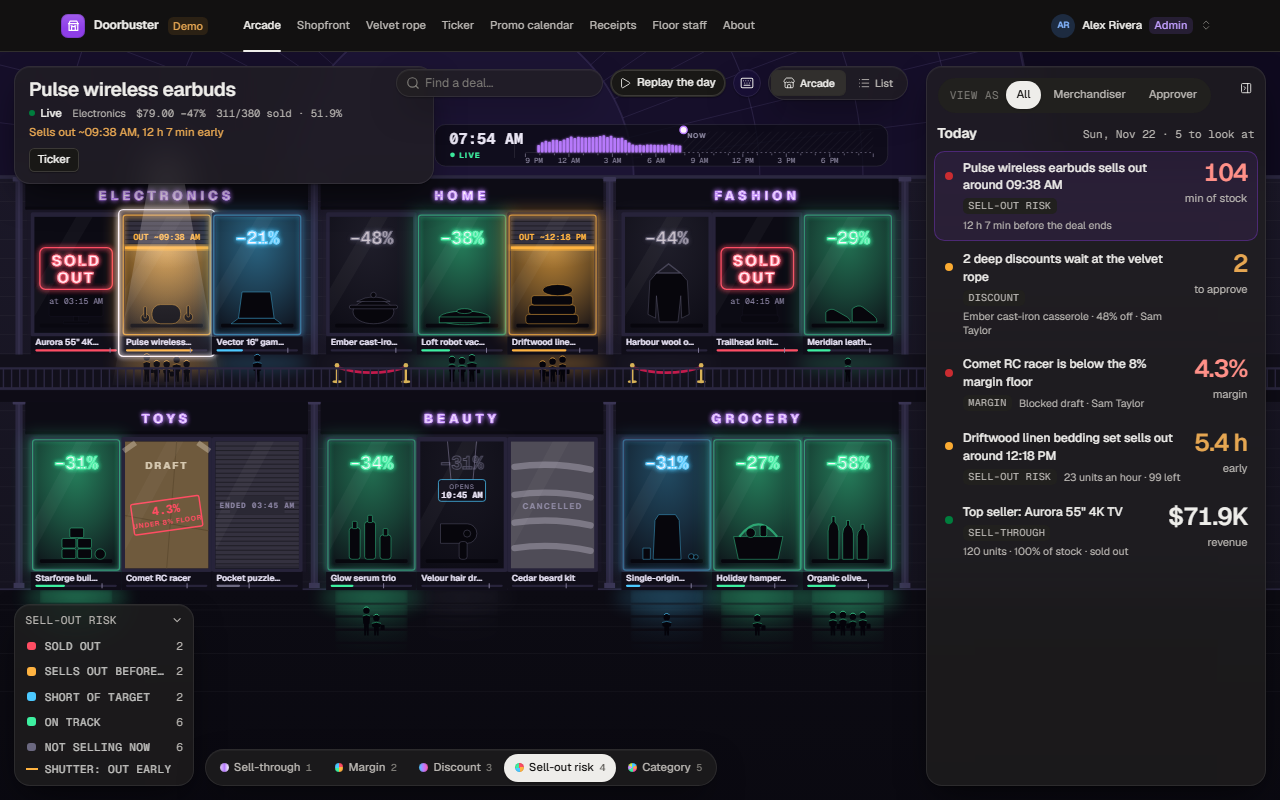 Doorbuster Demo Arcade Shopfront Velvet rope Ticker Promo calendar Receipts Floor staff About AR Alex Rivera Admin
Pulse wireless earbuds
Live Electronics $79.00 −47% 311/380 sold · 51.9%
Sells out ~09:38 AM, 12 h 7 min early
Ticker
Find a deal...
Replay the day
Arcade
List
07:54 AM
LIVE
NOW
9 PM 12 AM 3 AM 6 AM 9 AM 12 PM 3 PM 6 PM
ELECTRONICS HOME FASHION
SOLD OUT
at 03:15 AM
OUT ~09:38 AM
−21%
−48%
−38%
OUT ~12:18 PM
−44%
SOLD OUT
at 04:15 AM
−29%
Aurora 55" 4K... Pulse wireless... Vector 16" gam... Ember cast-iro... Loft robot vac... Driftwood line... Harbour wool o... Trailhead knit... Meridian leath...
TOYS BEAUTY GROCERY
−31%
DRAFT
4.3%
UNDER 8% FLOOR
ENDED 03:45 AM
−34%
−31%
OPENS
10:45 AM
CANCELLED
−31%
−27%
−58%
Starforge buil... Comet RC racer Pocket puzzle... Glow serum trio Velour hair dr... Cedar beard kit Single-origin... Holiday hamper... Organic olive...
SELL-OUT RISK
SOLD OUT 2
SELLS OUT BEFORE… 2
SHORT OF TARGET 2
ON TRACK 6
NOT SELLING NOW 6
SHUTTER: OUT EARLY
Sell-through 1 Margin 2 Discount 3 Sell-out risk 4 Category 5
VIEW AS All Merchandiser Approver
Today Sun, Nov 22 · 5 to look at
Pulse wireless earbuds sells out
around 09:38 AM
104
min of stock
SELL-OUT RISK
12 h 7 min before the deal ends
2 deep discounts wait at the velvet
rope
2
to approve
DISCOUNT
Ember cast-iron casserole · 48% off · Sam
Taylor
Comet RC racer is below the 8%
margin floor
4.3%
margin
MARGIN Blocked draft · Sam Taylor
Driftwood linen bedding set sells out
around 12:18 PM
5.4 h
early
SELL-OUT RISK 23 units an hour · 99 left
Top seller: Aurora 55" 4K TV
$71.9K
revenue
SELL-THROUGH
120 units · 100% of stock · sold out